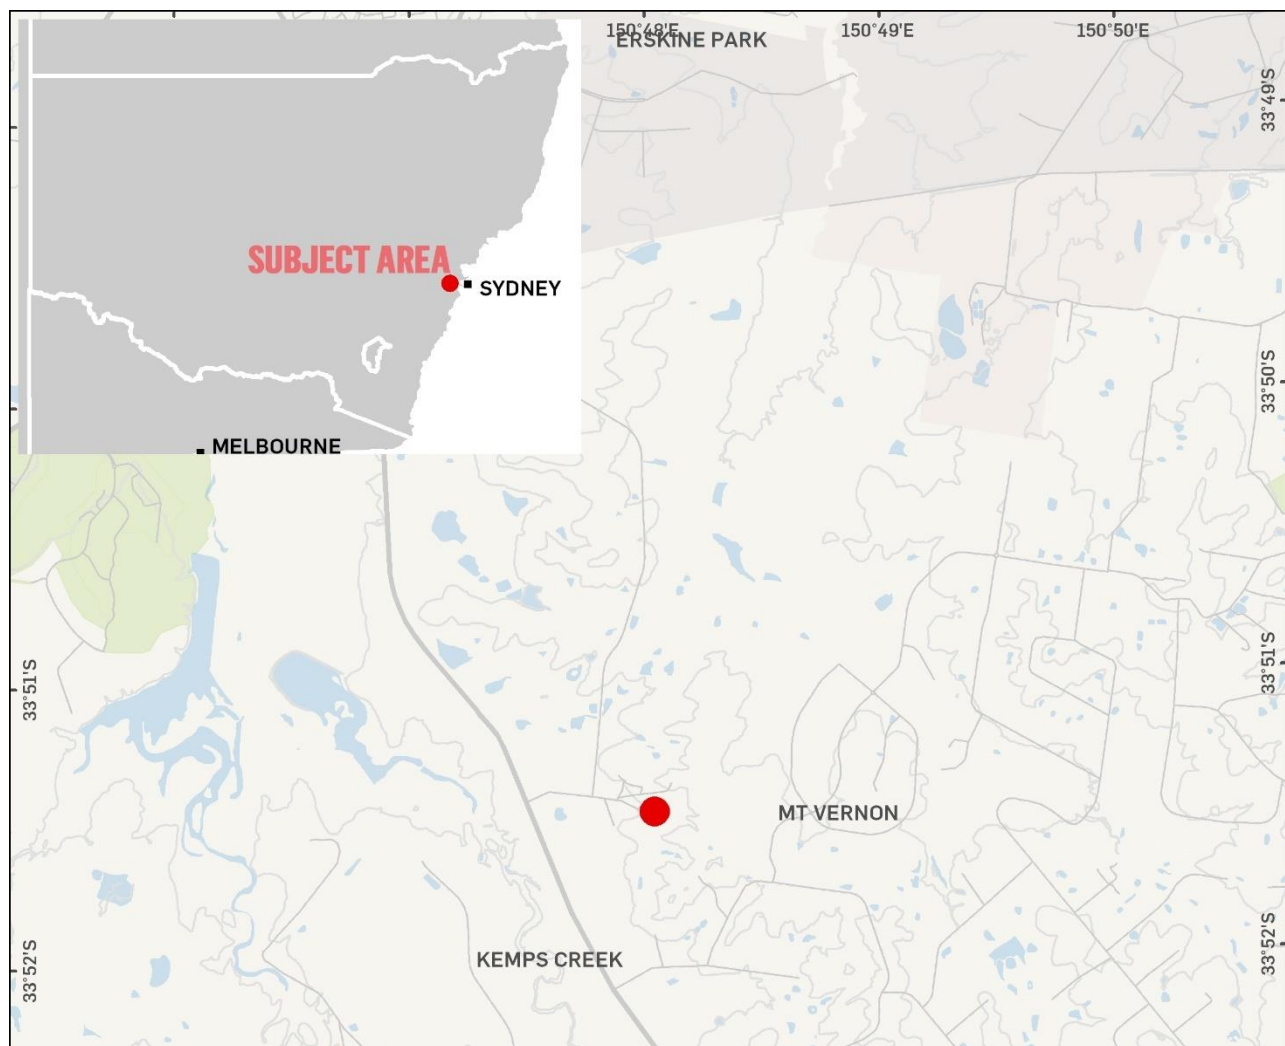 150°48'E
150°49'E
150°50'E
ERSKINE PARK
33°49'S
SUBJECT AREA
SYDNEY
33°50'S
MELBOURNE
33°51'S
33°51'S
MT VERNON
KEMPS CREEK
33°52'S
33°52'S